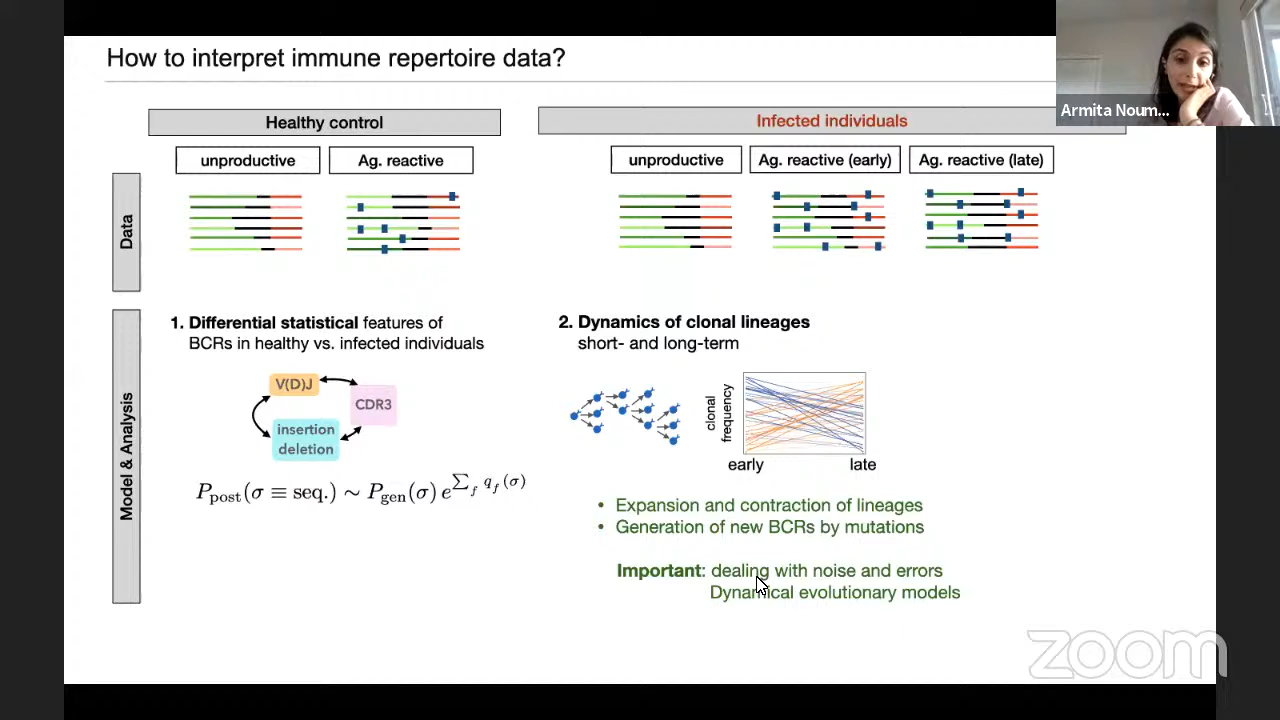 How to interpret immune repertoire data?
Armita Noum...
Healthy control
Infected individuals
unproductive
Ag. reactive
unproductive
Ag. reactive (early)
Ag. reactive (late)
Data
Model & Analysis
1. Differential statistical features of
BCRs in healthy vs. infected individuals
V(D)J
CDR3
insertion
deletion
P_post(σ ≡ seq.) ∼ P_gen(σ) e^{∑_f q_f(σ)}
2. Dynamics of clonal lineages
short- and long-term
clonal
frequency
early
late
• Expansion and contraction of lineages
• Generation of new BCRs by mutations
Important: dealing with noise and errors
Dynamical evolutionary models
zoom